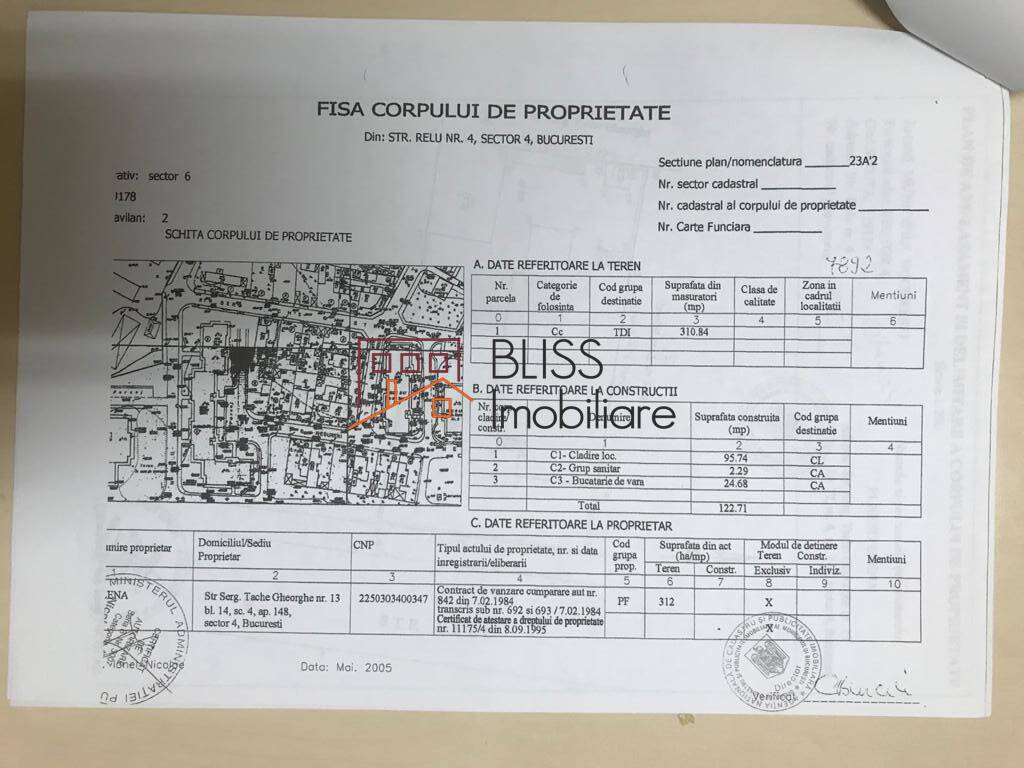 FISA CORPULUI DE PROPRIETATE
Din: STR. RELU NR. 4, SECTOR 4, BUCURESTI
ativ: sector 6
178
avilan: 2
SCHITA CORPULUI DE PROPRIETATE
Sectiune plan/nomenclatura _______23A'2
Nr. sector cadastral
Nr. cadastral al corpului de proprietate
Nr. Carte Funciara
7892
A. DATE REFERITOARE LA TEREN
Nr. parcela Categorie de folosinta Cod grupa destinatie Suprafata din masuratori (mp) Clasa de calitate Zona in cadrul localitatii Mentiuni
0 1 2 3 4 5 6
1 Cc TDI 310.84
BLISS
Imobiliare
B. DATE REFERITOARE LA CONSTRUCTII
Suprafata construita (mp) Cod grupa destinatie Mentiuni
0 1 2 3 4
1 C1- Cladire loc. 95.74 CL
2 C2- Grup sanitar 2.29 CA
3 C3 - Bucatarie de vara 24.68 CA
Total 122.71
C. DATE REFERITOARE LA PROPRIETAR
mire proprietar Domiciliul/Sediu Proprietar CNP Tipul actului de proprietate, nr. si data inregistrarii/eliberarii Cod grupa prop. Suprafata din act (ha/mp) Modul de detinere Mentiuni
Teren Constr. Teren Constr.
Exclusiv Indiviz.
1 2 3 4 5 6 7 8 9 10
ENA Str Serg. Tache Gheorghe nr. 13 2250303400347 Contract de vanzare cumparare aut nr. PF 312 X
bl. 14, sc. 4, ap. 148, 842 din 7.02.1984
sector 4, Bucuresti transcris sub nr. 692 si 693 / 7.02.1984
Certificat de atestare a dreptului de proprietate
nr. 11175/4 din 8.09.1995
X
MINISTERUL ADMINISTRATIEI
Nicolae
Data: Mai. 2005
Director
Verificat